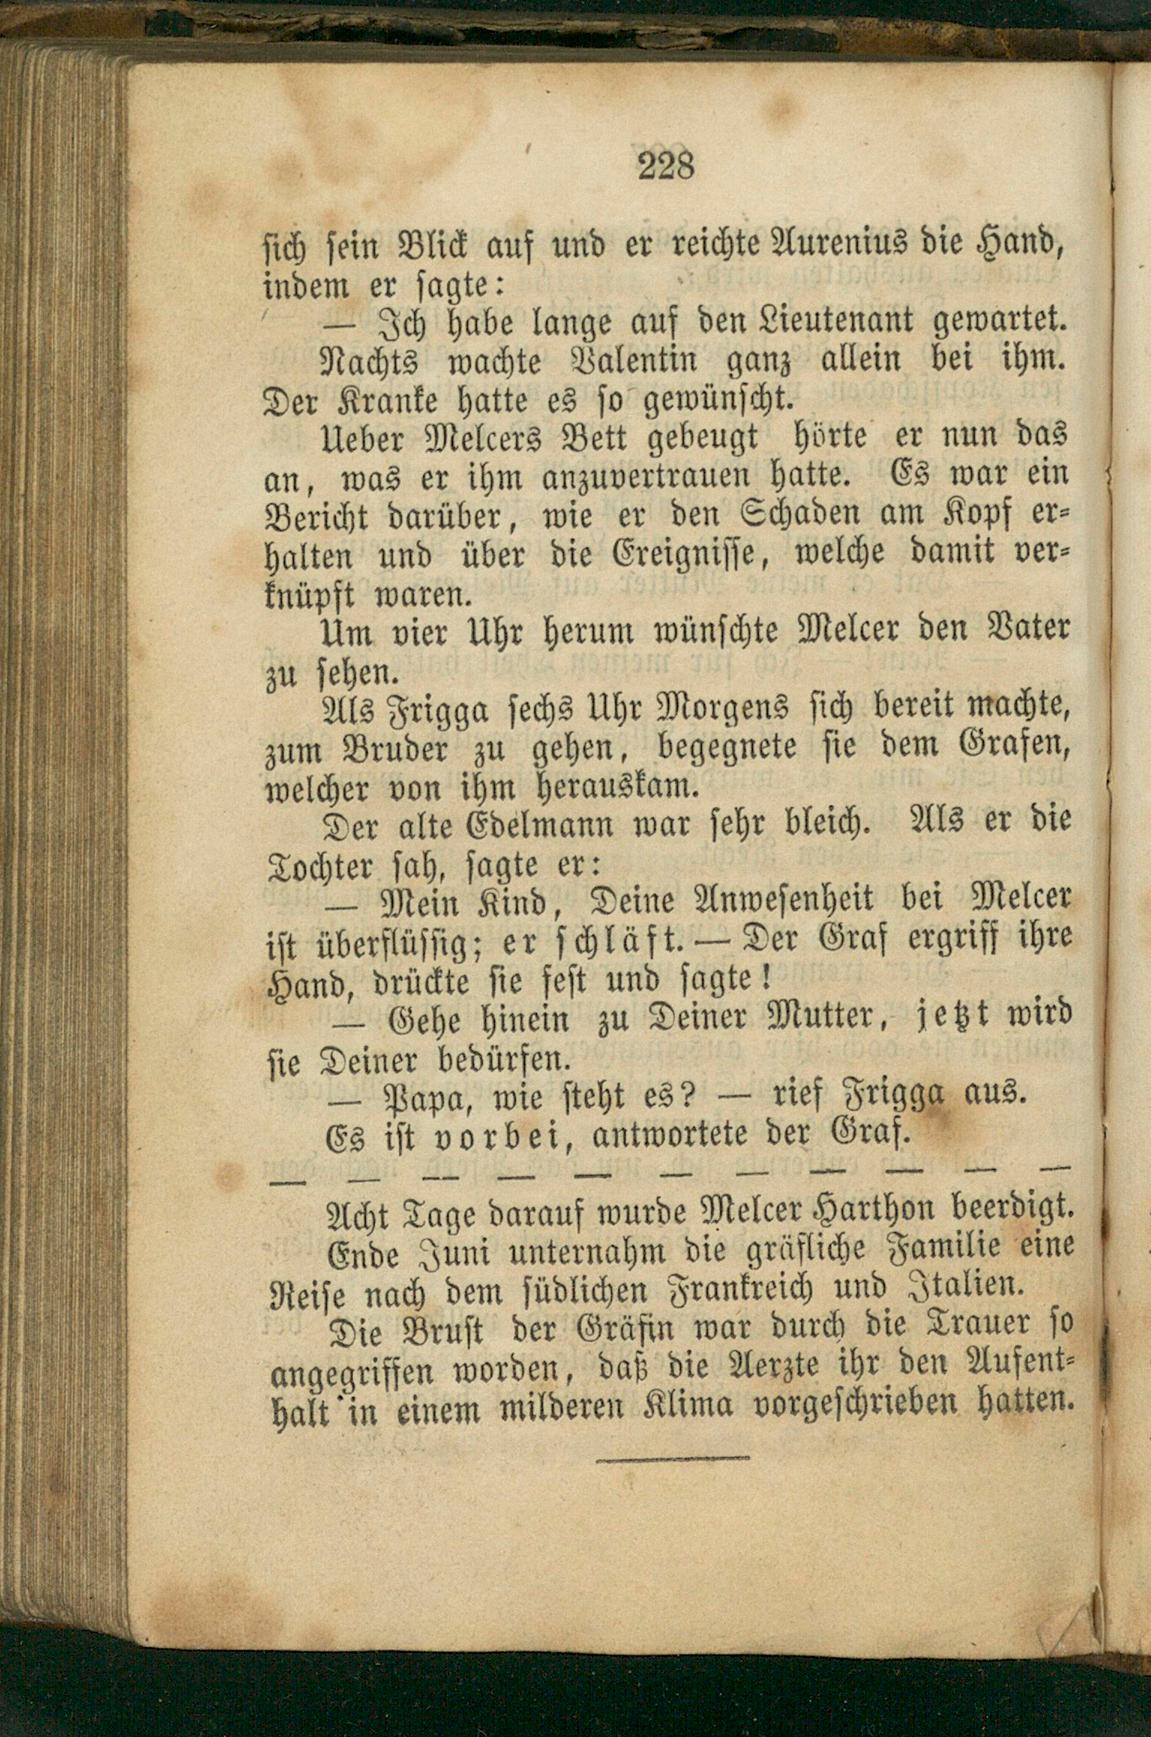 228
sich sein Blick auf und er reichte Aurenius die Hand,
indem er sagte:
— Ich habe lange auf den Lieutenant gewartet.
Nachts wachte Valentin ganz allein bei ihm.
Der Kranke hatte es so gewünscht.
Ueber Melcers Bett gebeugt hörte er nun das
an, was er ihm anzuvertrauen hatte. Es war ein
Bericht darüber, wie er den Schaden am Kopf er-
halten und über die Ereignisse, welche damit ver-
knüpft waren.
Um vier Uhr herum wünschte Melcer den Vater
zu sehen.
Als Frigga sechs Uhr Morgens sich bereit machte,
zum Bruder zu gehen, begegnete sie dem Grafen,
welcher von ihm herauskam.
Der alte Edelmann war sehr bleich. Als er die
Tochter sah, sagte er:
— Mein Kind, Deine Anwesenheit bei Melcer
ist überflüssig; er schläft. — Der Graf ergriff ihre
Hand, drückte sie fest und sagte!
— Gehe hinein zu Deiner Mutter, jetzt wird
sie Deiner bedürfen.
— Papa, wie steht es? — rief Frigga aus.
Es ist vorbei, antwortete der Graf.
— — — — — — — — — — —
Acht Tage darauf wurde Melcer Harthon beerdigt.
Ende Juni unternahm die gräfliche Familie eine
Reise nach dem südlichen Frankreich und Italien.
Die Brust der Gräfin war durch die Trauer so
angegriffen worden, daß die Aerzte ihr den Aufent-
halt in einem milderen Klima vorgeschrieben hatten.